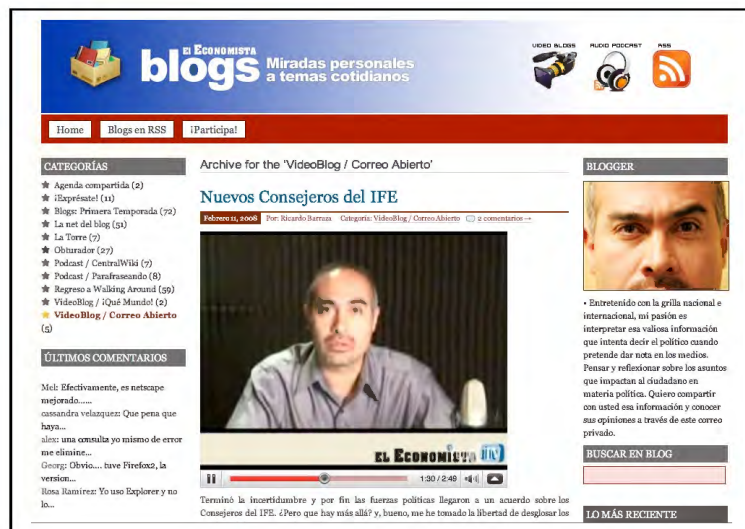 EL ECONOMISTA
blogs
Miradas personales
a temas cotidianos
VIDEO BLOGS
AUDIO PODCAST
RSS
Home
Blogs en RSS
¡Participa!
CATEGORÍAS
Agenda compartida (2)
¡Exprésate! (11)
Blogs: Primera Temporada (72)
La net del blog (51)
La Torre (7)
Obturador (27)
Podcast / CentralWiki (7)
Podcast / Parafraseando (8)
Regreso a Walking Around (59)
VideoBlog / ¡Qué Mundo! (2)
VideoBlog / Correo Abierto
(5)
ÚLTIMOS COMENTARIOS
Mel: Efectivamente, es netscape
mejorado......
cassandra velazquez: Que pena que
haya...
alex: una consulta yo mismo de error
me elimine...
Georg: Obvio.... tuve Firefox2, la
version...
Rosa Ramirez: Yo uso Explorer y no
lo...
Archive for the 'VideoBlog / Correo Abierto'
Nuevos Consejeros del IFE
Febrero 11, 2008 Por: Ricardo Barraza Categoría: VideoBlog / Correo Abierto 2 comentarios →
EL ECONOMISTA TV
1:30 / 2:49
Terminó la incertidumbre y por fin las fuerzas políticas llegaron a un acuerdo sobre los
Consejeros del IFE. ¿Pero que hay más allá? y, bueno, me he tomado la libertad de desglosar los
BLOGGER
• Entretenido con la grilla nacional e
internacional, mi pasión es
interpretar esa valiosa información
que intenta decir el político cuando
pretende dar nota en los medios.
Pensar y reflexionar sobre los asuntos
que impactan al ciudadano en
materia política. Quiero compartir
con usted esa información y conocer
sus opiniones a través de este correo
privado.
BUSCAR EN BLOG
LO MÁS RECIENTE